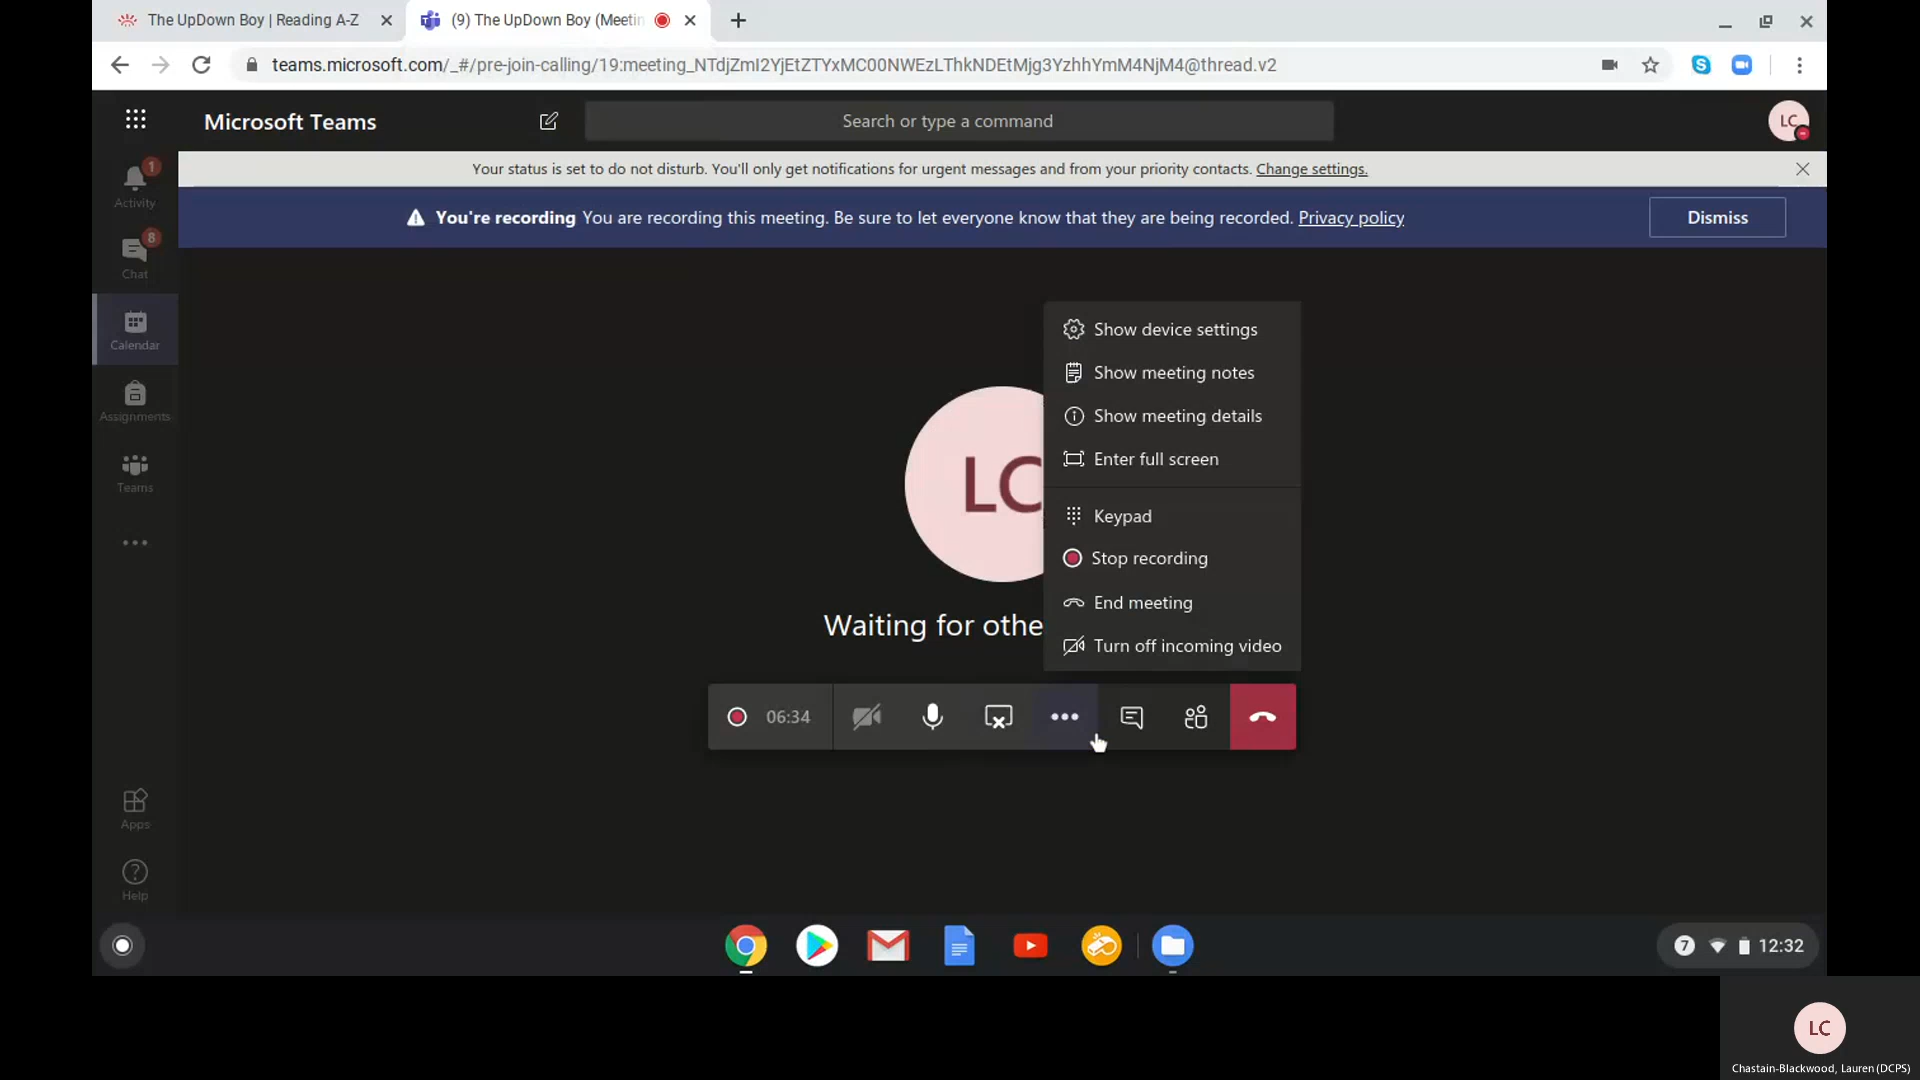 The UpDown Boy | Reading A-Z
(9) The UpDown Boy (Meetin
teams.microsoft.com/_#/pre-join-calling/19:meeting_NTdjZmI2YjEtZTYxMC00NWEzLThkNDEtMjg3YzhhYmM4NjM4@thread.v2
Microsoft Teams
Search or type a command
LC
Your status is set to do not disturb. You'll only get notifications for urgent messages and from your priority contacts. Change settings.
You're recording You are recording this meeting. Be sure to let everyone know that they are being recorded. Privacy policy
Dismiss
1
Activity
8
Chat
Calendar
Assignments
Teams
Apps
Help
LC
Waiting for othe
Show device settings
Show meeting notes
Show meeting details
Enter full screen
Keypad
Stop recording
End meeting
Turn off incoming video
06:34
7
12:32
LC
Chastain-Blackwood, Lauren (DCPS)